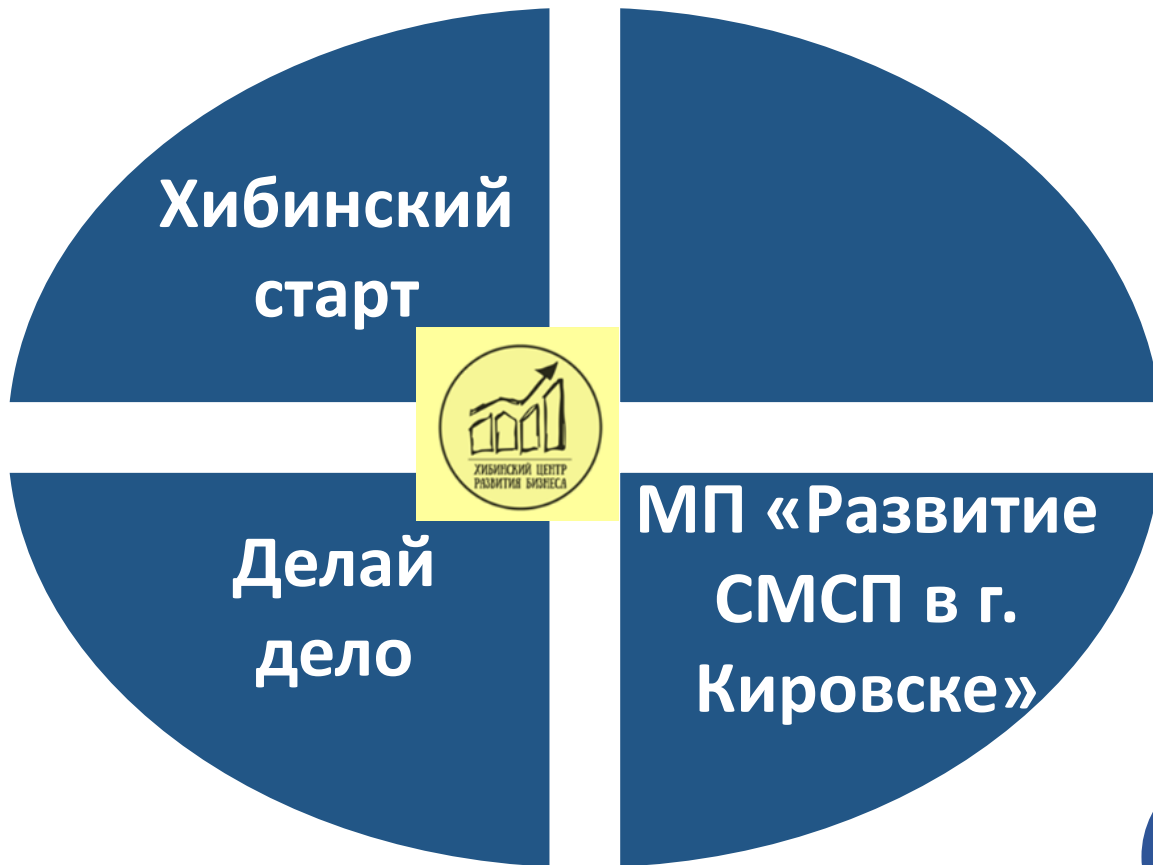 Хибинский
старт
ХИБИНСКИЙ ЦЕНТР
РАЗВИТИЯ БИЗНЕСА
Делай
дело
МП «Развитие
СМСП в г.
Кировске»